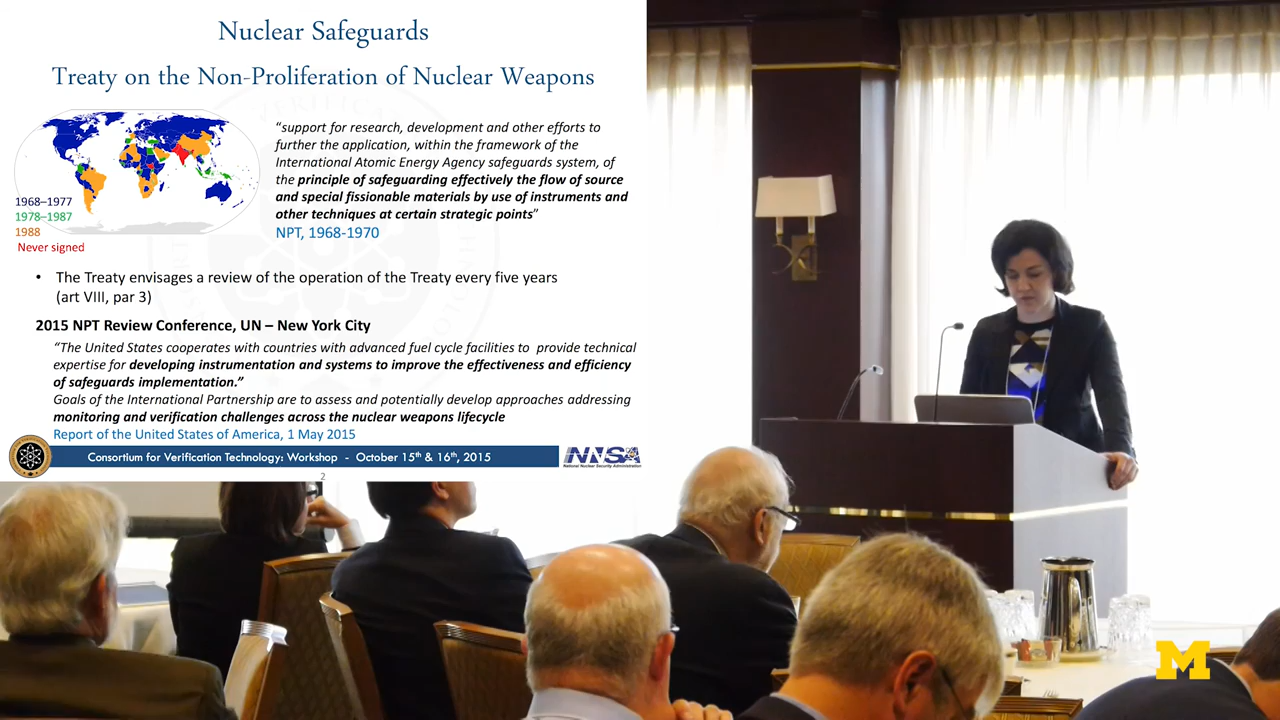 Nuclear Safeguards
Treaty on the Non-Proliferation of Nuclear Weapons
1968–1977
1978–1987
1988
Never signed
“support for research, development and other efforts to
further the application, within the framework of the
International Atomic Energy Agency safeguards system, of
the principle of safeguarding effectively the flow of source
and special fissionable materials by use of instruments and
other techniques at certain strategic points”
NPT, 1968-1970
• The Treaty envisages a review of the operation of the Treaty every five years
(art VIII, par 3)
2015 NPT Review Conference, UN – New York City
“The United States cooperates with countries with advanced fuel cycle facilities to provide technical
expertise for developing instrumentation and systems to improve the effectiveness and efficiency
of safeguards implementation.”
Goals of the International Partnership are to assess and potentially develop approaches addressing
monitoring and verification challenges across the nuclear weapons lifecycle
Report of the United States of America, 1 May 2015
Consortium for Verification Technology: Workshop - October 15th & 16th, 2015
NNSA
National Nuclear Security Administration
2
M